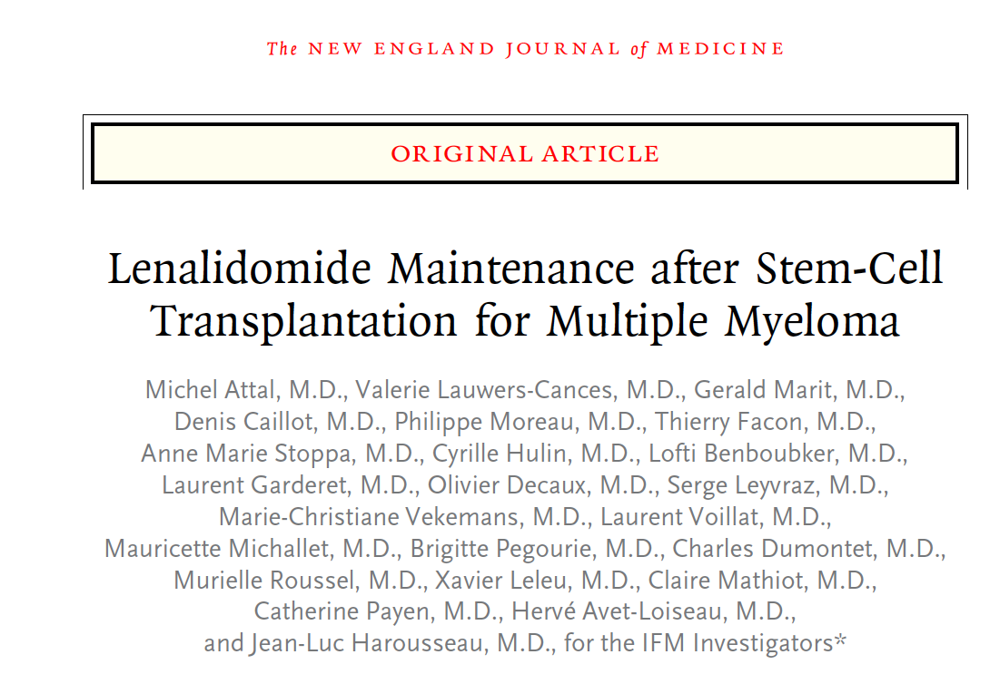 The NEW ENGLAND JOURNAL of MEDICINE
ORIGINAL ARTICLE
Lenalidomide Maintenance after Stem-Cell
Transplantation for Multiple Myeloma
Michel Attal, M.D., Valerie Lauwers-Cances, M.D., Gerald Marit, M.D.,
Denis Caillot, M.D., Philippe Moreau, M.D., Thierry Facon, M.D.,
Anne Marie Stoppa, M.D., Cyrille Hulin, M.D., Lofti Benboubker, M.D.,
Laurent Garderet, M.D., Olivier Decaux, M.D., Serge Leyvraz, M.D.,
Marie-Christiane Vekemans, M.D., Laurent Voillat, M.D.,
Mauricette Michallet, M.D., Brigitte Pegourie, M.D., Charles Dumontet, M.D.,
Murielle Roussel, M.D., Xavier Leleu, M.D., Claire Mathiot, M.D.,
Catherine Payen, M.D., Hervé Avet-Loiseau, M.D.,
and Jean-Luc Harousseau, M.D., for the IFM Investigators*